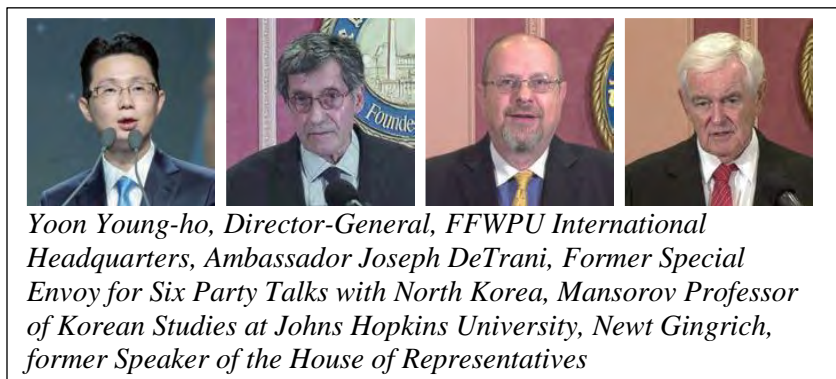 Founde
Yoon Young-ho, Director-General, FFWPU International
Headquarters, Ambassador Joseph DeTrani, Former Special
Envoy for Six Party Talks with North Korea, Mansorov Professor
of Korean Studies at Johns Hopkins University, Newt Gingrich,
former Speaker of the House of Representatives